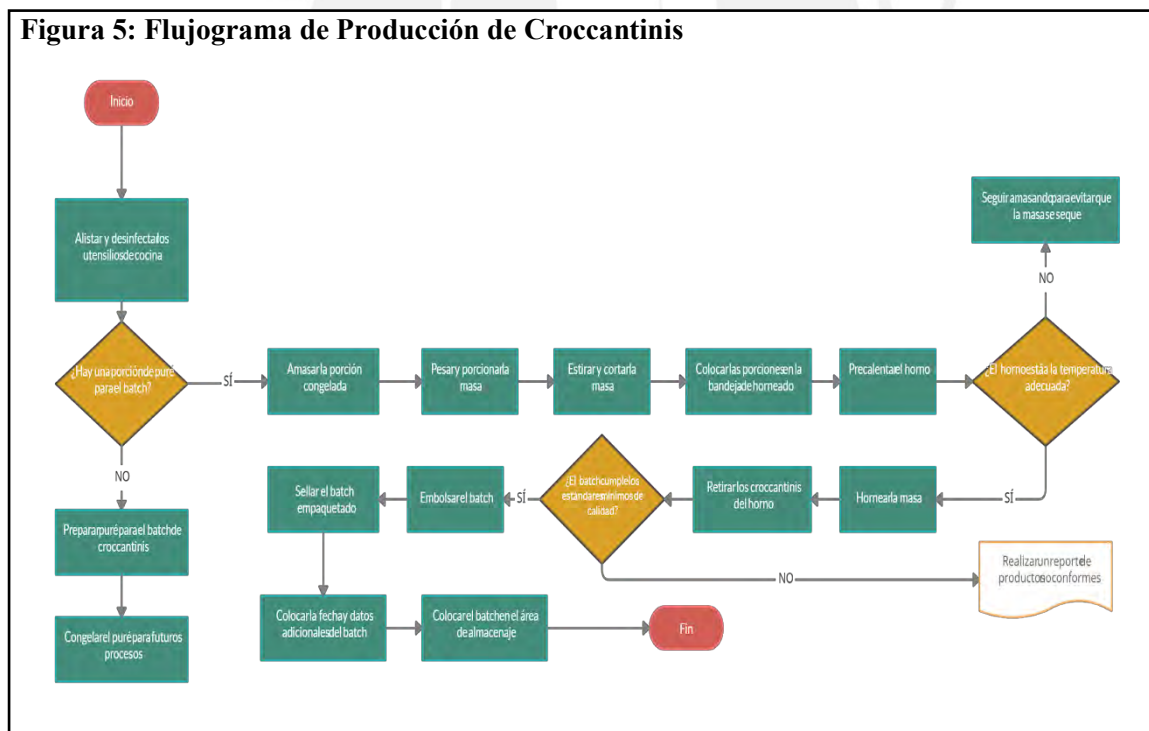 Figura 5: Flujograma de Producción de Croccantinis
Inicio
Alistar y desinfectar los
utensilios de cocina
¿Hay una porción de puré
para el batch?
SÍ
NO
Preparar puré para el batch de
croccantinis
Congelar el puré para futuros
procesos
Amasar la porción
congelada
Pesar y porcionar la
masa
Estirar y cortar la
masa
Colocar las porciones en la
bandeja de horneado
Precalentar el horno
¿El horno está a la temperatura
adecuada?
NO
Seguir amasando para evitar que
la masa se seque
SÍ
Hornear la masa
Retirar los croccantinis
del horno
¿El batch cumple los
estándares mínimos de
calidad?
NO
Realizar un reporte de
productos no conformes
SÍ
Embolsar el batch
Sellar el batch
empaquetado
Colocar la fecha y datos
adicionales del batch
Colocar el batch en el área
de almacenaje
Fin